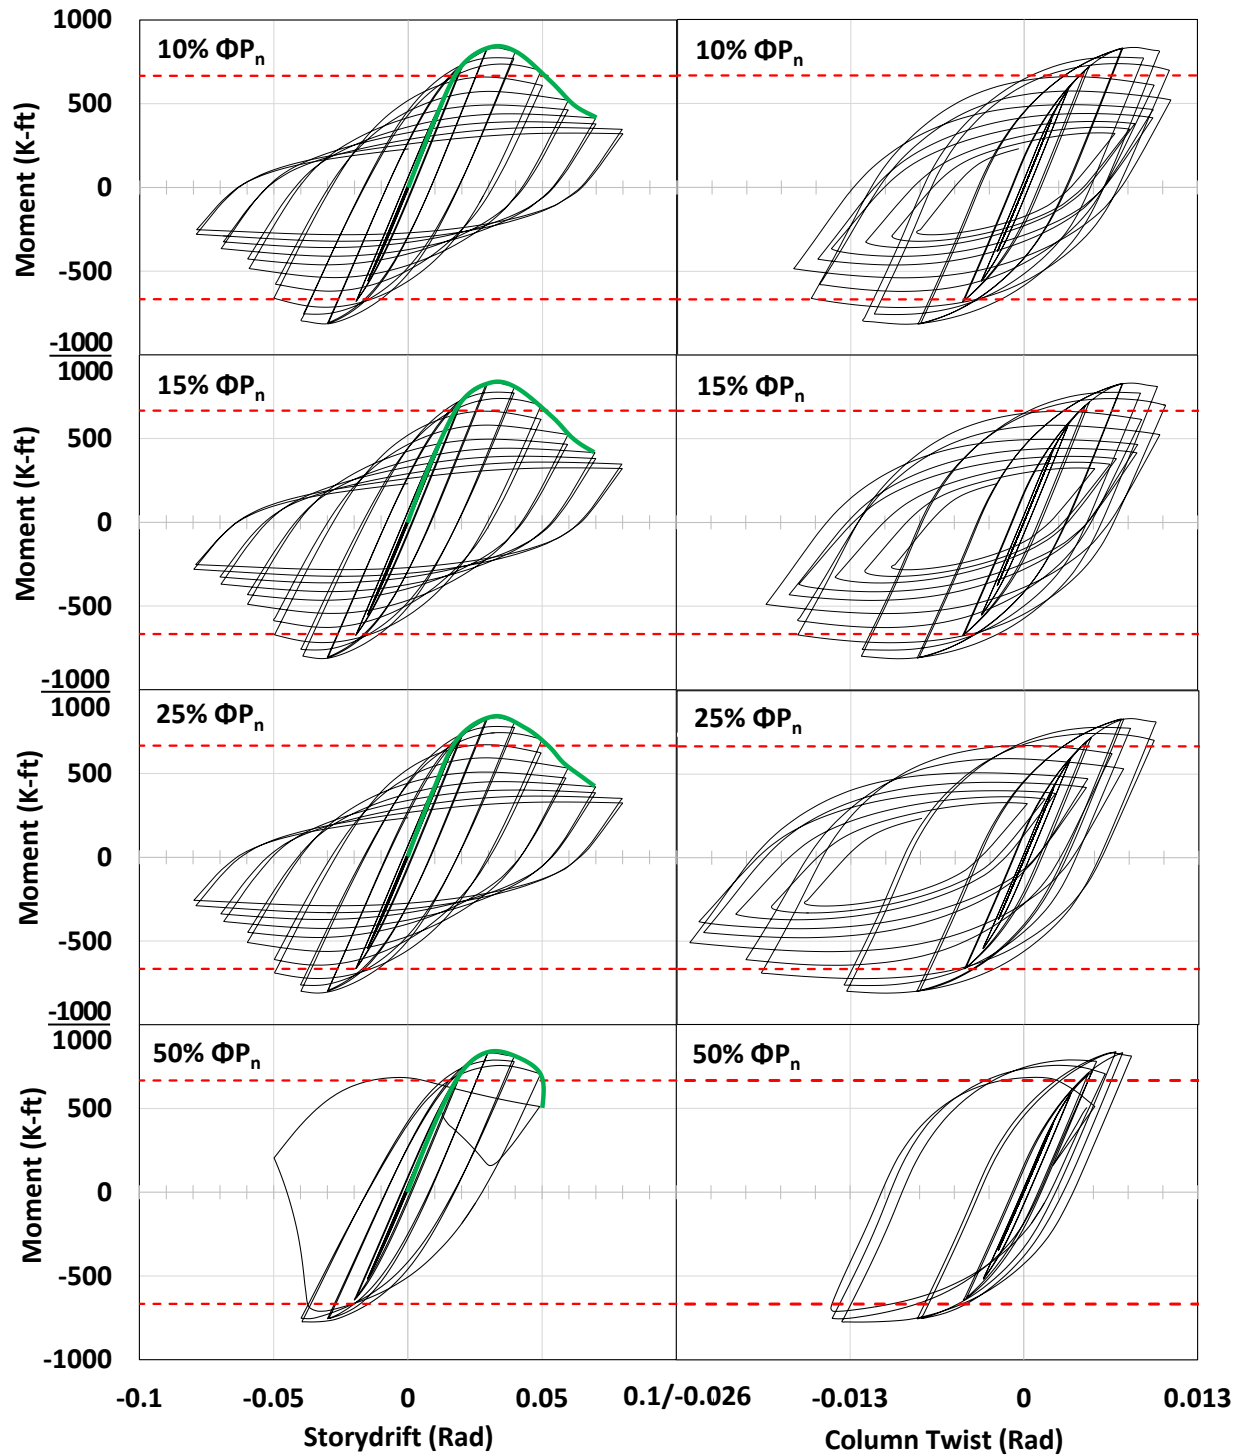 1000
500
0
-500
-1000
Moment (K-ft)
10% ΦPn
10% ΦPn
1000
500
0
-500
-1000
Moment (K-ft)
15% ΦPn
15% ΦPn
1000
500
0
-500
-1000
Moment (K-ft)
25% ΦPn
25% ΦPn
1000
500
0
-500
-1000
Moment (K-ft)
50% ΦPn
50% ΦPn
-0.1 -0.05 0 0.05 0.1/-0.026 -0.013 0 0.013
Storydrift (Rad) Column Twist (Rad)